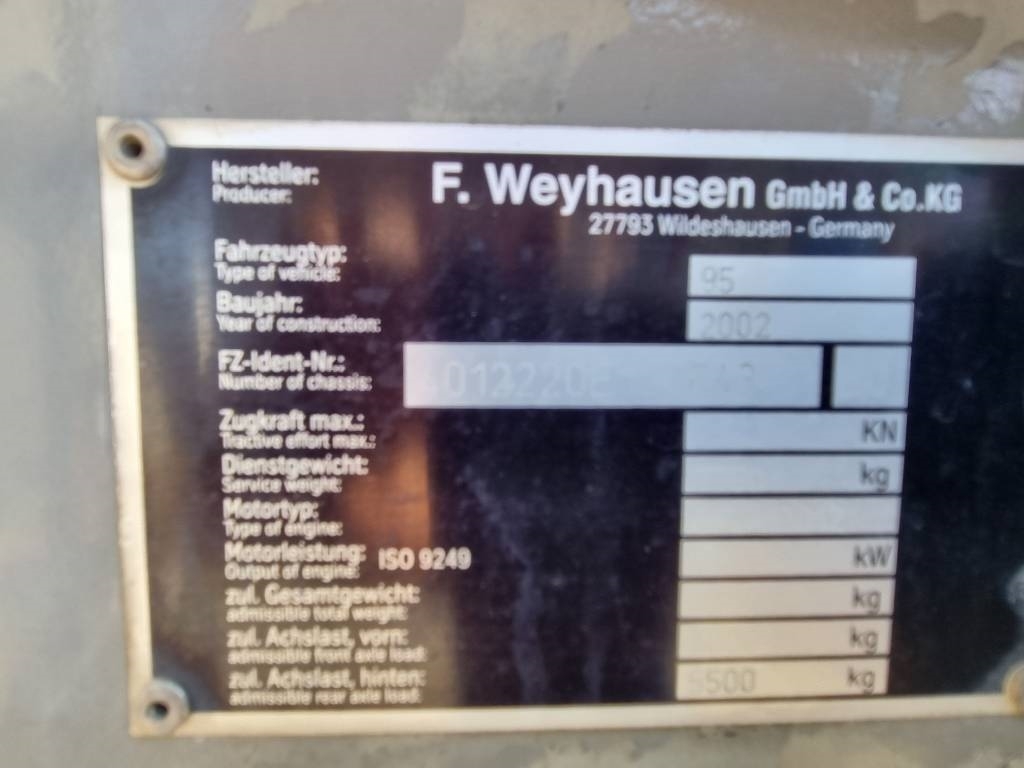 Hersteller:
Producer:
F. Weyhausen GmbH & Co.KG
27793 Wildeshausen - Germany
Fahrzeugtyp:
Type of vehicle:
95
Baujahr:
Year of construction:
2002
FZ-Ident-Nr.:
Number of chassis:
Zugkraft max.:
Tractive effort max.:
KN
Dienstgewicht:
Service weight:
kg
Motortyp:
Type of engine:
Motorleistung: ISO 9249
Output of engine:
kW
zul. Gesamtgewicht:
admissible total weight:
kg
zul. Achslast, vorn:
admissible front axle load:
kg
zul. Achslast, hinten:
admissible rear axle load:
kg